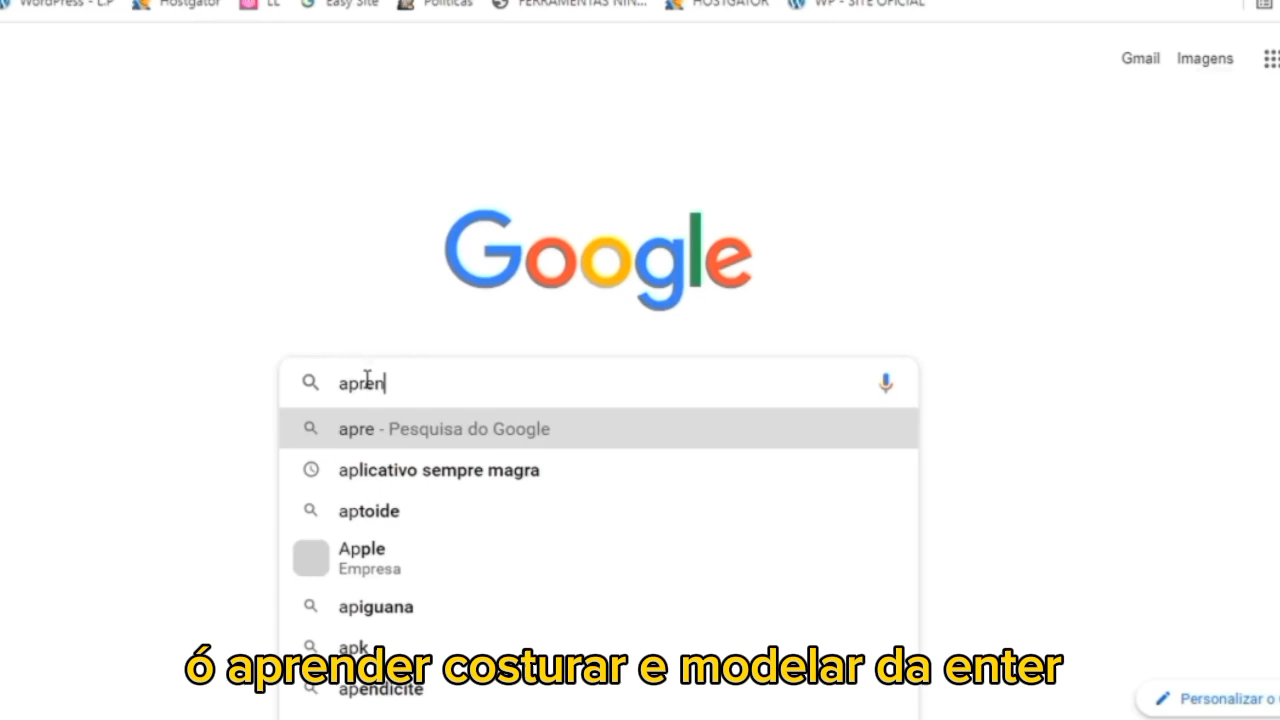 WordPress - L.P Hostgator LL Easy Site Políticas FERRAMENTAS NIN... HOSTGATOR WP - SITE OFICIAL
Gmail Imagens
Google
apren
apre - Pesquisa do Google
aplicativo sempre magra
aptoide
Apple
Empresa
apiguana
apk
ó aprender costurar e modelar da enter
apendicite
Personalizar o